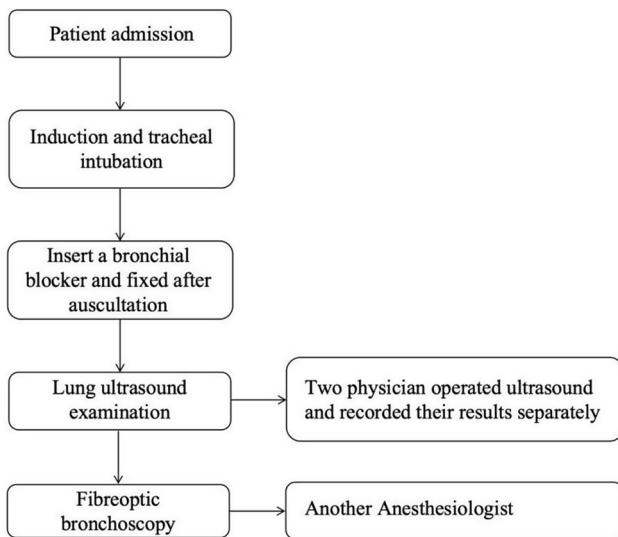 Patient admission
Induction and tracheal
intubation
Insert a bronchial
blocker and fixed after
auscultation
Lung ultrasound
examination
Two physician operated ultrasound
and recorded their results separately
Fibreoptic
bronchoscopy
Another Anesthesiologist